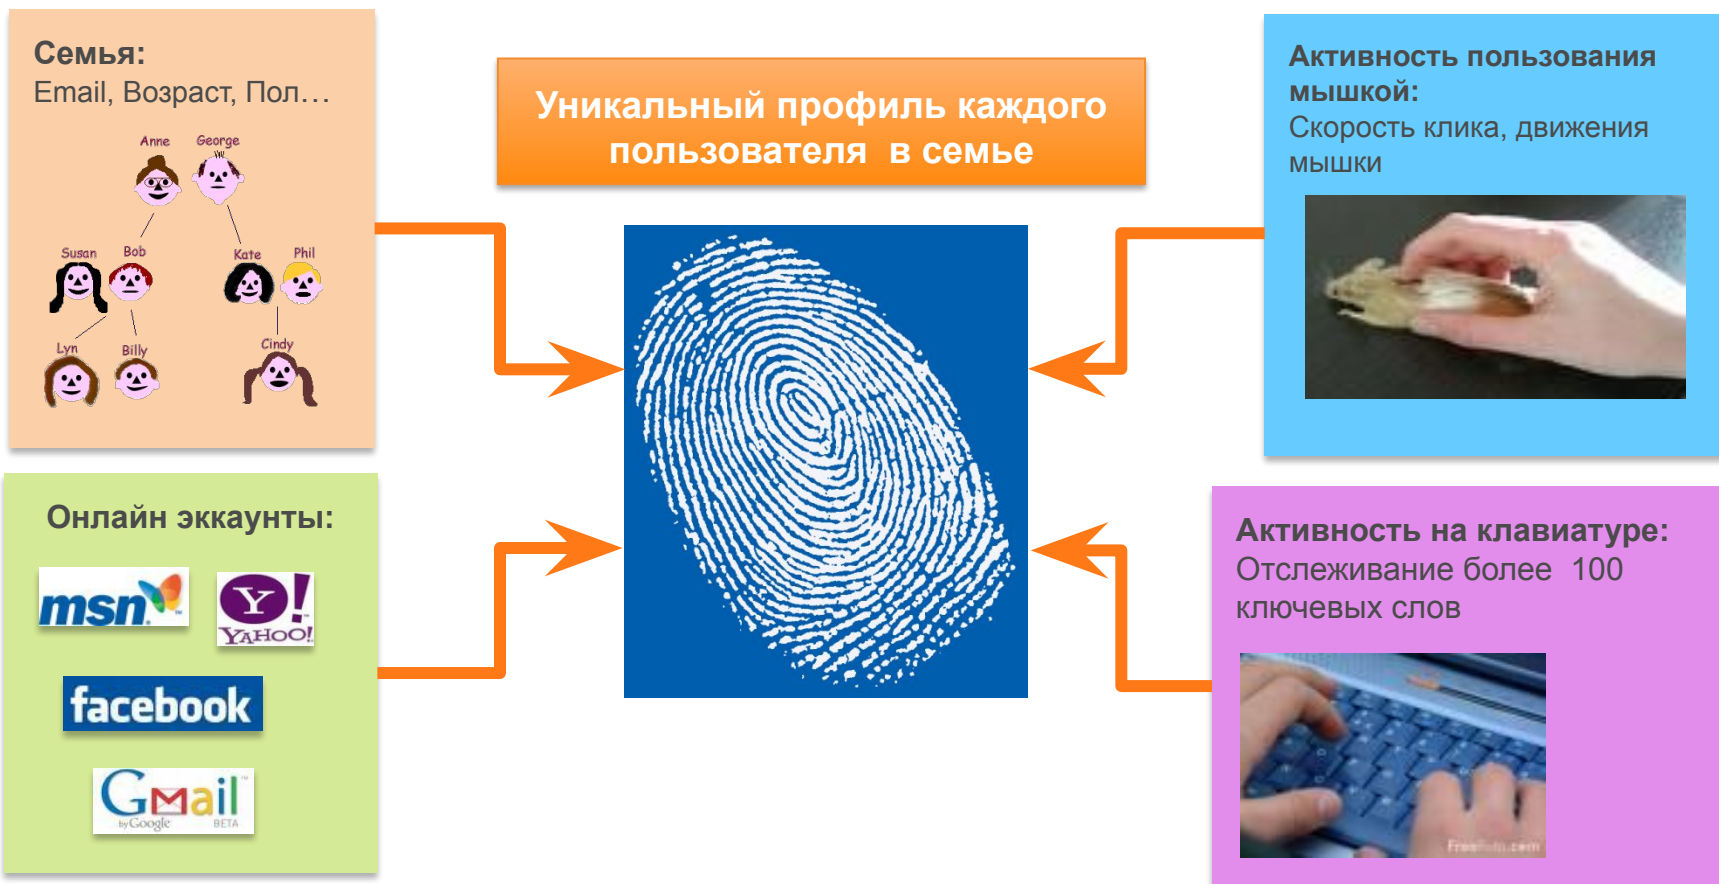 Семья:
Email, Возраст, Пол…
Anne
George
Susan
Bob
Kate
Phil
Lyn
Billy
Cindy
Уникальный профиль каждого
пользователя в семье
Активность пользования
мышкой:
Скорость клика, движения
мышки
Онлайн эккаунты:
msn
Y!
YAHOO!
facebook
Gmail
by Google
BETA
Активность на клавиатуре:
Отслеживание более 100
ключевых слов